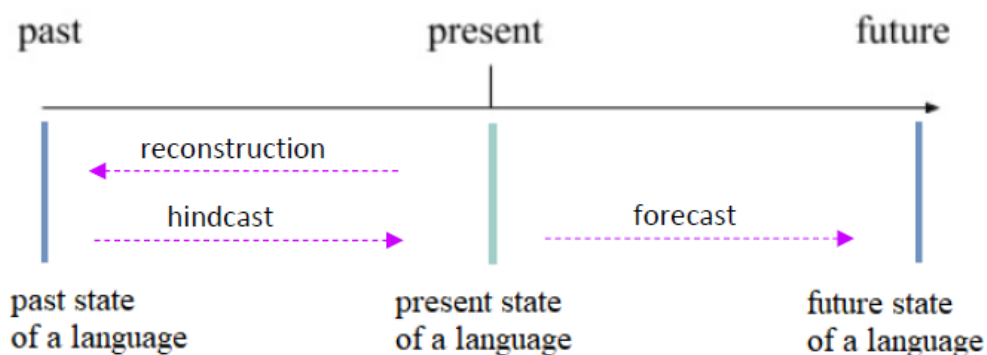 past present future
reconstruction
hindcast forecast
past state present state future state
of a language of a language of a language